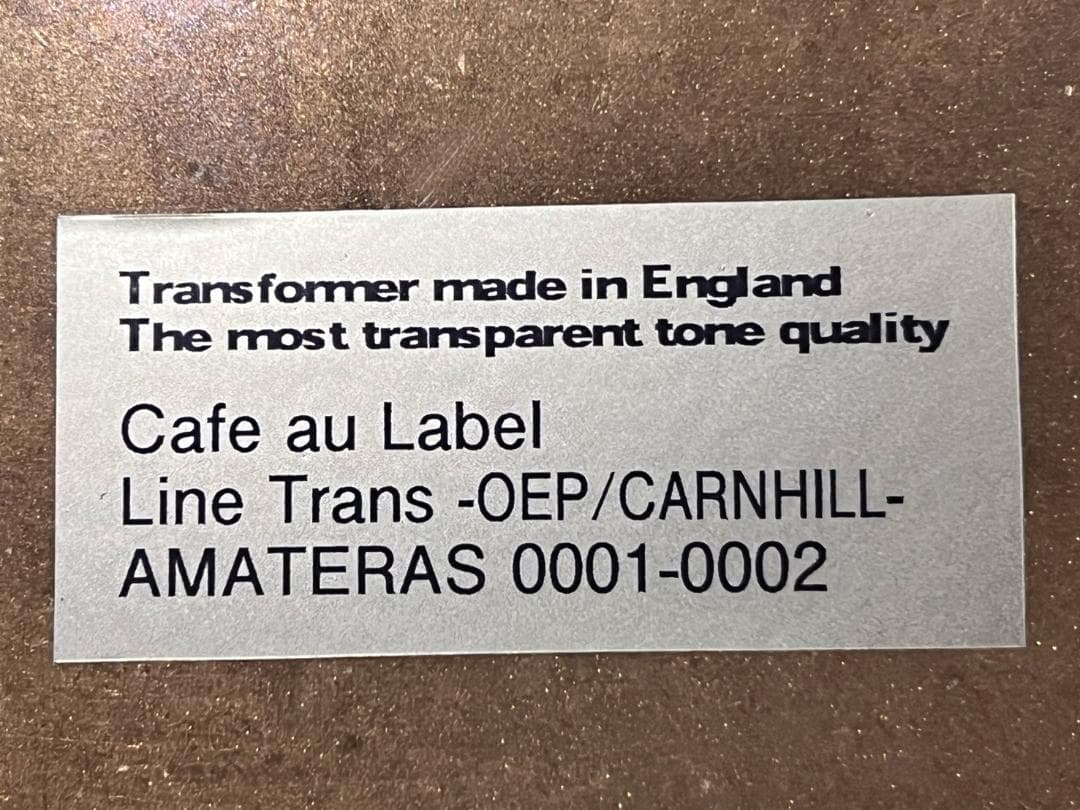 Transformer made in England
The most transparent tone quality
Cafe au Label
Line Trans -OEP/CARNHILL-
AMATERAS 0001-0002